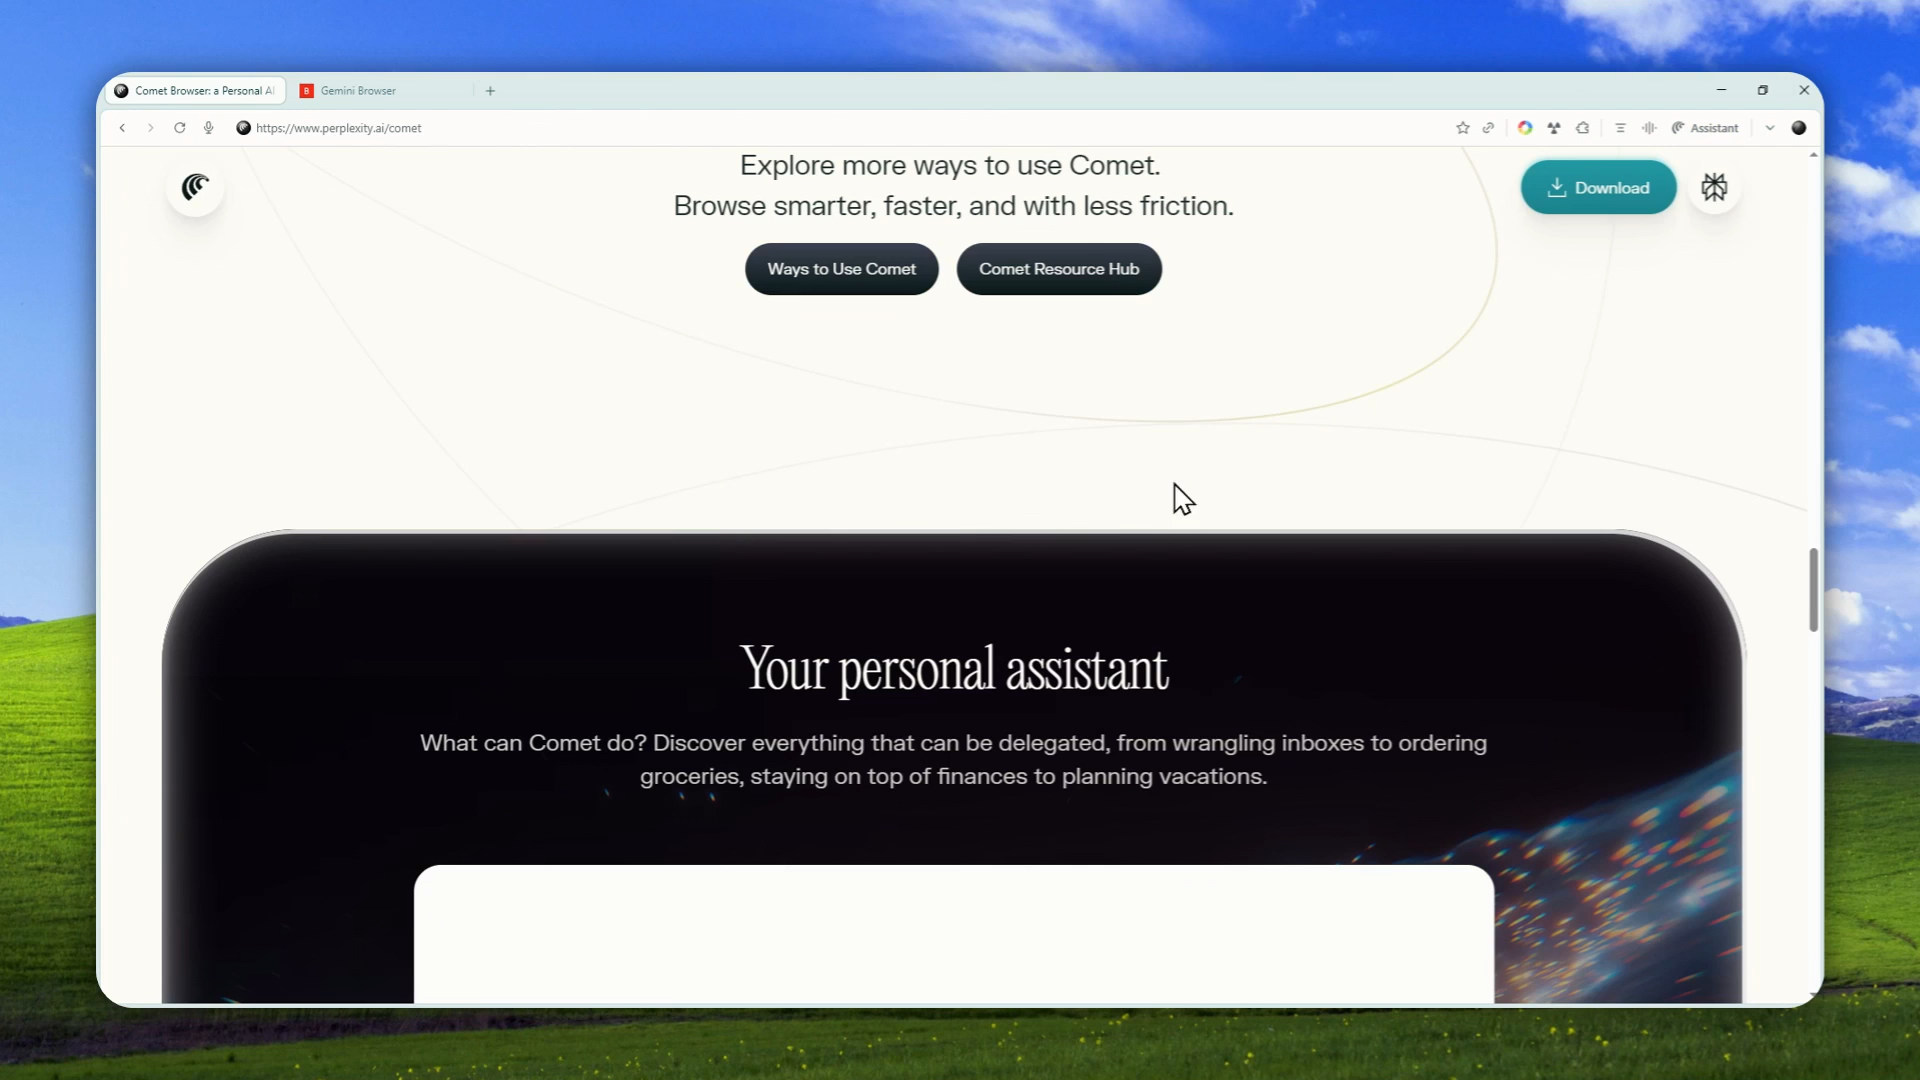 Comet Browser: a Personal AI
Gemini Browser
https://www.perplexity.ai/comet
Assistant
Explore more ways to use Comet.
Browse smarter, faster, and with less friction.
Download
Ways to Use Comet
Comet Resource Hub
Your personal assistant
What can Comet do? Discover everything that can be delegated, from wrangling inboxes to ordering
groceries, staying on top of finances to planning vacations.